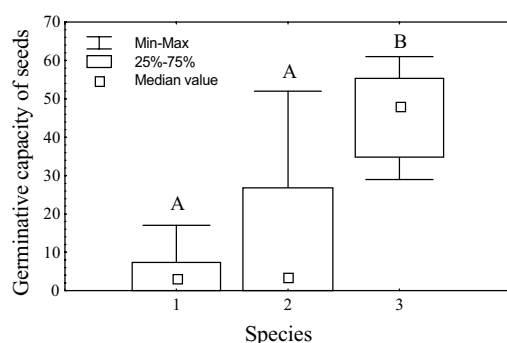 Germinative capacity of seeds
70
60
50
40
30
20
10
0
Min-Max
25%-75%
Median value
A
A
B
1
2
3
Species